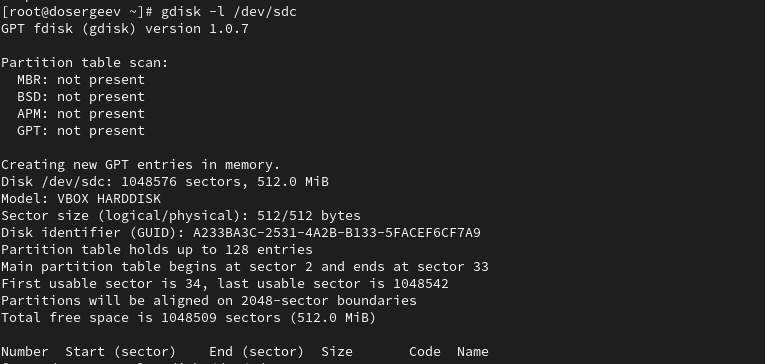 [root@dosergeev ~]# gdisk -l /dev/sdc
GPT fdisk (gdisk) version 1.0.7
Partition table scan:
MBR: not present
BSD: not present
APM: not present
GPT: not present
Creating new GPT entries in memory.
Disk /dev/sdc: 1048576 sectors, 512.0 MiB
Model: VBOX HARDDISK
Sector size (logical/physical): 512/512 bytes
Disk identifier (GUID): A233BA3C-2531-4A2B-B133-5FACEF6CF7A9
Partition table holds up to 128 entries
Main partition table begins at sector 2 and ends at sector 33
First usable sector is 34, last usable sector is 1048542
Partitions will be aligned on 2048-sector boundaries
Total free space is 1048509 sectors (512.0 MiB)
Number  Start (sector)    End (sector)  Size       Code  Name